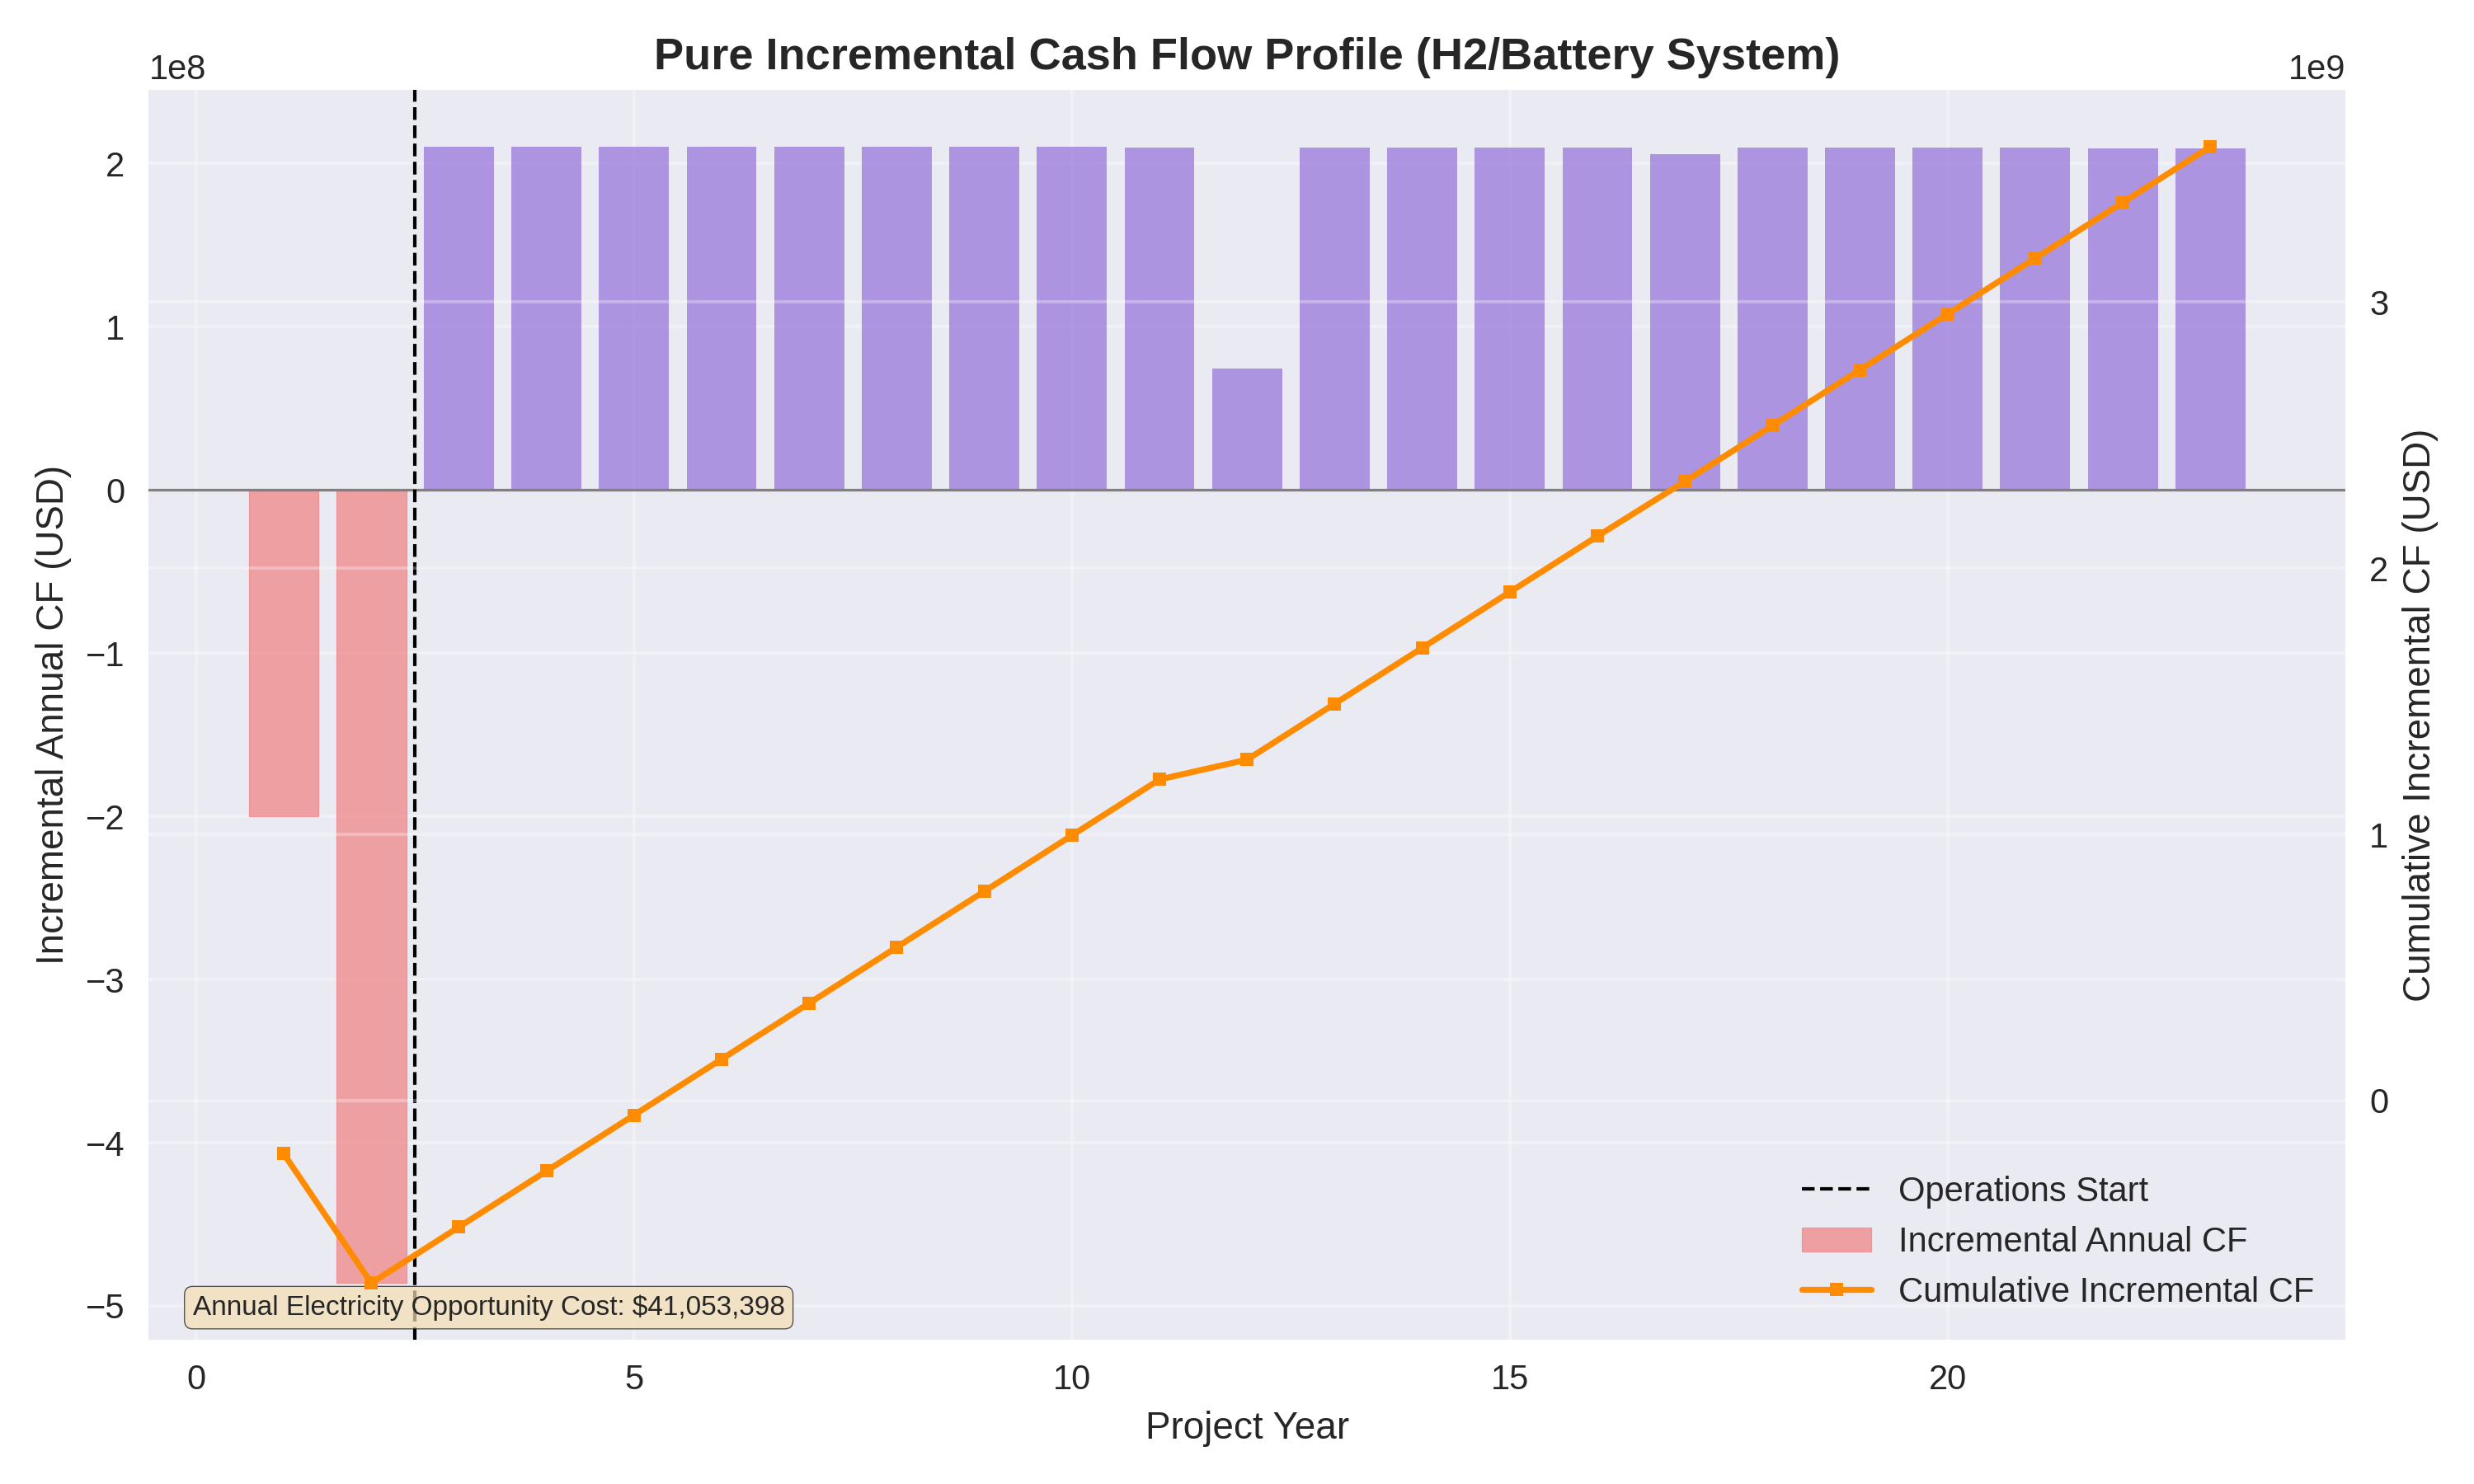 Pure Incremental Cash Flow Profile (H2/Battery System)
1e8
1e9
Incremental Annual CF (USD)
2
1
0
−1
−2
−3
−4
−5
3
2
1
0
Cumulative Incremental CF (USD)
Operations Start
Incremental Annual CF
Cumulative Incremental CF
Annual Electricity Opportunity Cost: $41,053,398
0
5
10
15
20
Project Year